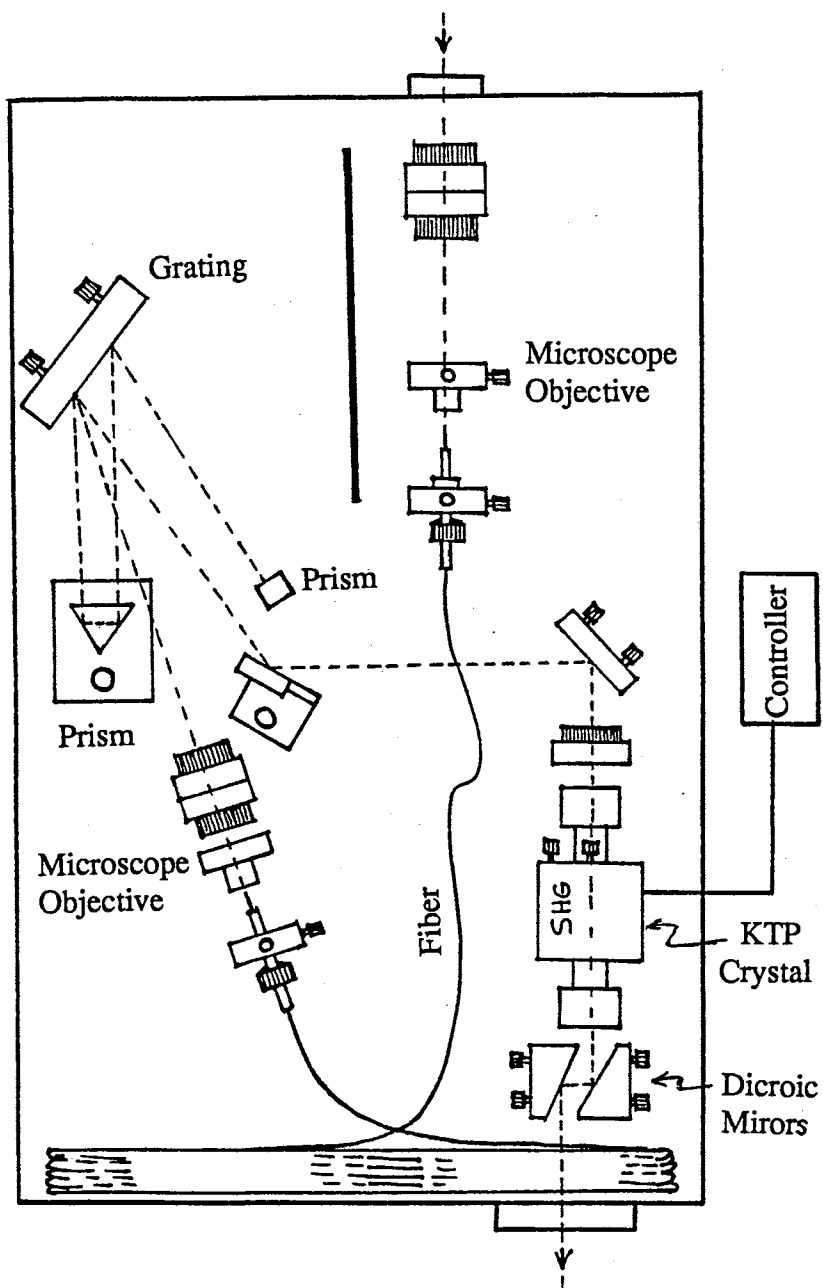 Grating
Microscope
Objective
Prism
Prism
Controller
Microscope
Objective
Fiber
SHG
KTP
Crystal
Dicroic
Mirors